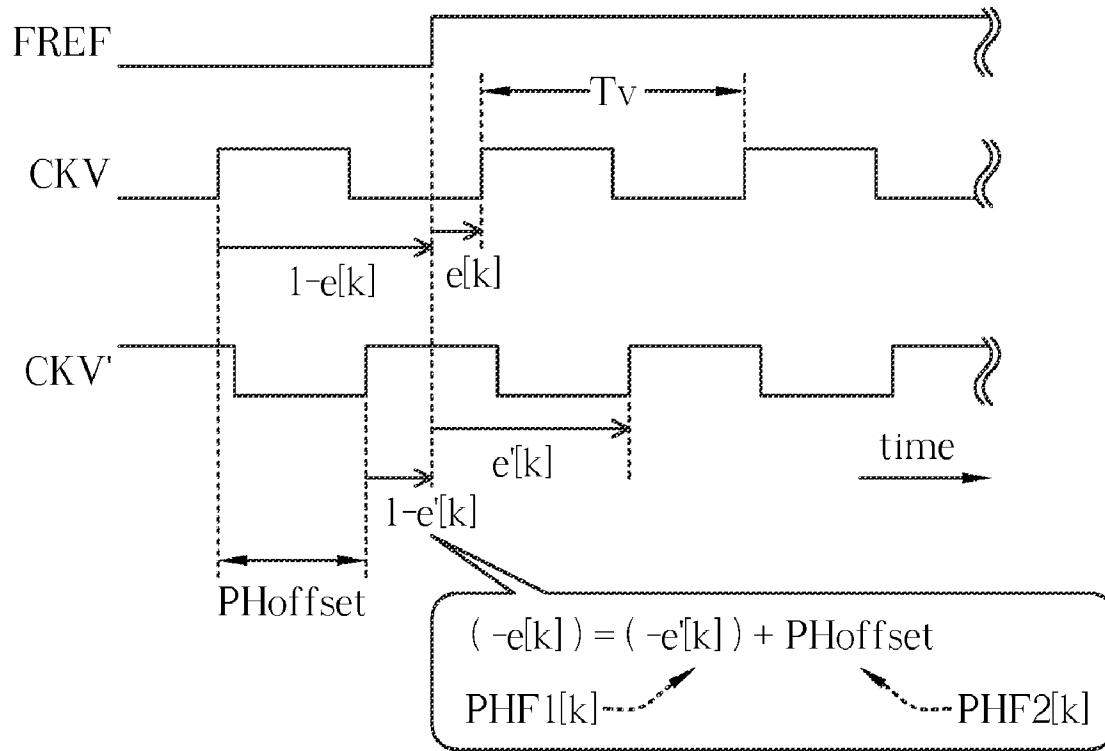 FREF
Tv
CKV
1-e[k]
e[k]
CKV'
e'[k]
time
1-e'[k]
PHoffset
(-e[k]) = (-e'[k]) + PHoffset
PHF1[k]
PHF2[k]